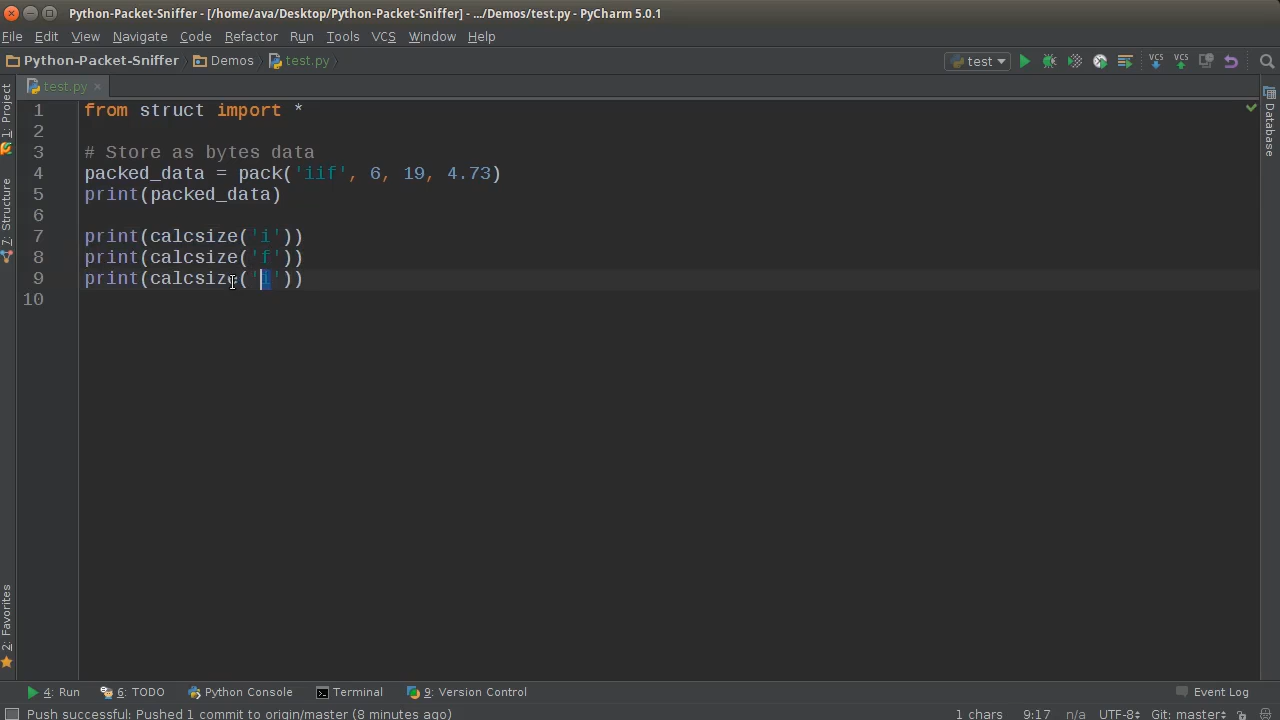 Python-Packet-Sniffer - [/home/ava/Desktop/Python-Packet-Sniffer] - .../Demos/test.py - PyCharm 5.0.1
File Edit View Navigate Code Refactor Run Tools VCS Window Help
Python-Packet-Sniffer Demos test.py test VCS VCS
test.py
1: Project
7: Structure
2: Favorites
Database
1 from struct import *
2
3 # Store as bytes data
4 packed_data = pack('iif', 6, 19, 4.73)
5 print(packed_data)
6
7 print(calcsize('i'))
8 print(calcsize('f'))
9 print(calcsize('i'))
10
4: Run 6: TODO Python Console Terminal 9: Version Control Event Log
Push successful: Pushed 1 commit to origin/master (8 minutes ago) 1 chars 9:17 n/a UTF-8 Git: master